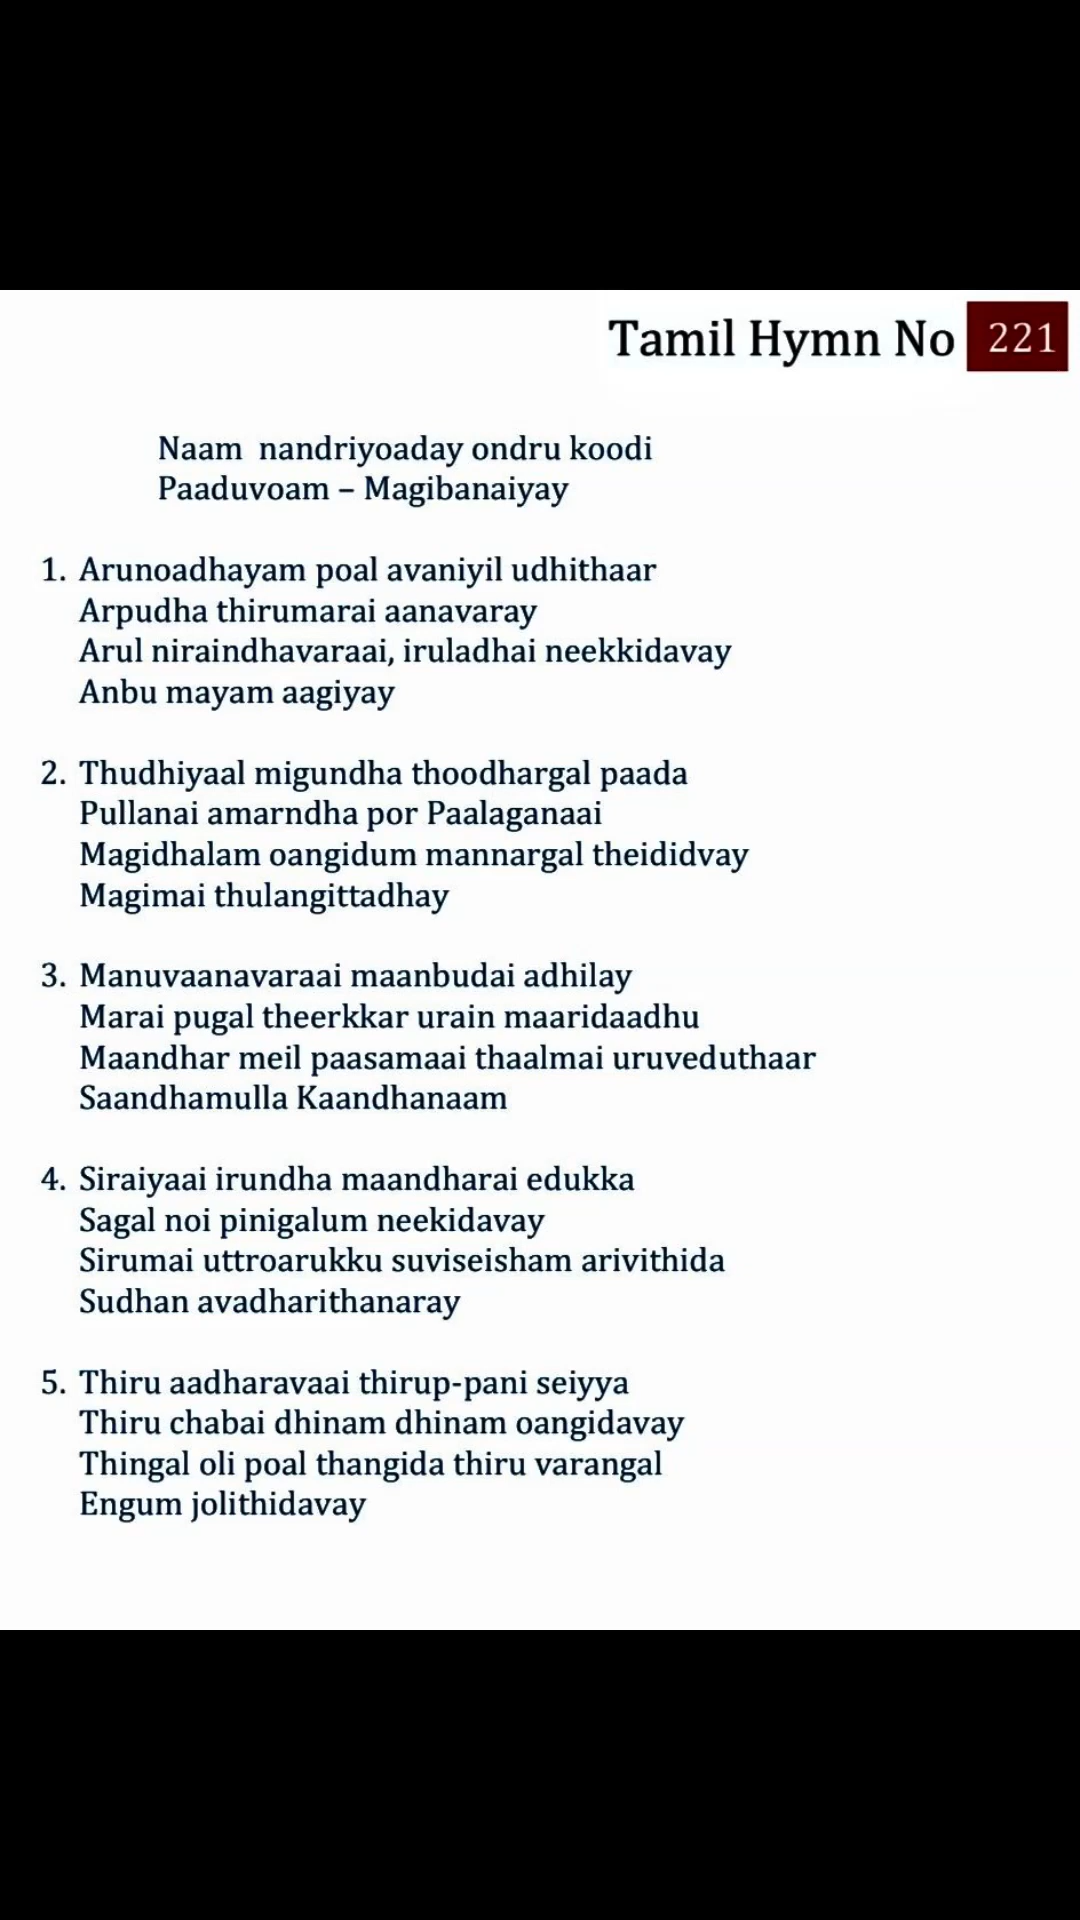 Tamil Hymn No 221
Naam nandriyoaday ondru koodi
Paaduvoam – Magibanaiyay
1. Arunoadhayam poal avaniyil udhithaar
Arpudha thirumarai aanavaray
Arul niraindhavaraai, iruladhai neekkidavay
Anbu mayam aagiyay
2. Thudhiyaal migundha thoodhargal paada
Pullanai amarndha por Paalaganaai
Magidhalam oangidum mannargal theididvay
Magimai thulangittadhay
3. Manuvaanavaraai maanbudai adhilay
Marai pugal theerkkar urain maaridaadhu
Maandhar meil paasamaai thaalmai uruveduthaar
Saandhamulla Kaandhanaam
4. Siraiyaai irundha maandharai edukka
Sagal noi pinigalum neekidavay
Sirumai uttroarukku suviseisham arivithida
Sudhan avadharithanaray
5. Thiru aadharavaai thirup-pani seiyya
Thiru chabai dhinam dhinam oangidavay
Thingal oli poal thangida thiru varangal
Engum jolithidavay